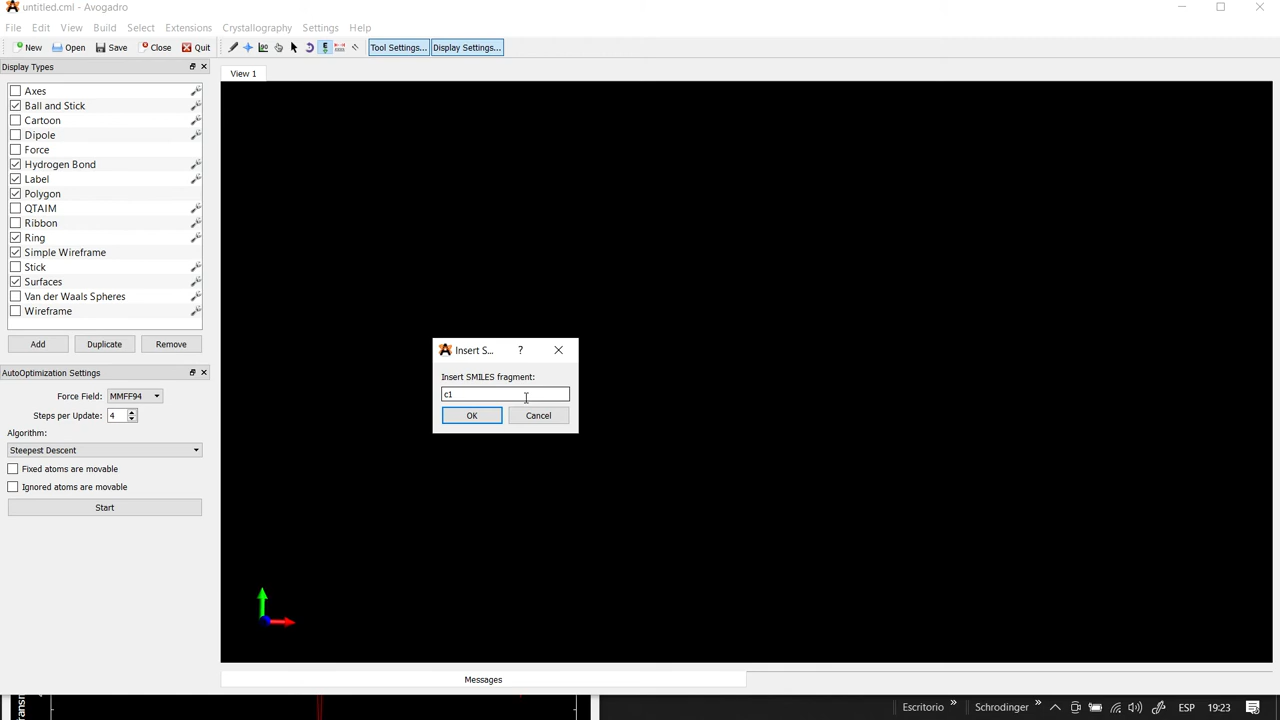 untitled.cml - Avogadro
File Edit View Build Select Extensions Crystallography Settings Help
New Open Save Close Quit Tool Settings... Display Settings...
Display Types
View 1
Axes
Ball and Stick
Cartoon
Dipole
Force
Hydrogen Bond
Label
Polygon
QTAIM
Ribbon
Ring
Simple Wireframe
Stick
Surfaces
Van der Waals Spheres
Wireframe
Add Duplicate Remove
AutoOptimization Settings
Force Field: MMFF94
Steps per Update: 4
Algorithm:
Steepest Descent
Fixed atoms are movable
Ignored atoms are movable
Start
Insert S... ?
Insert SMILES fragment:
c1
OK Cancel
Messages
Escritorio » Schrodinger » ESP 19:23